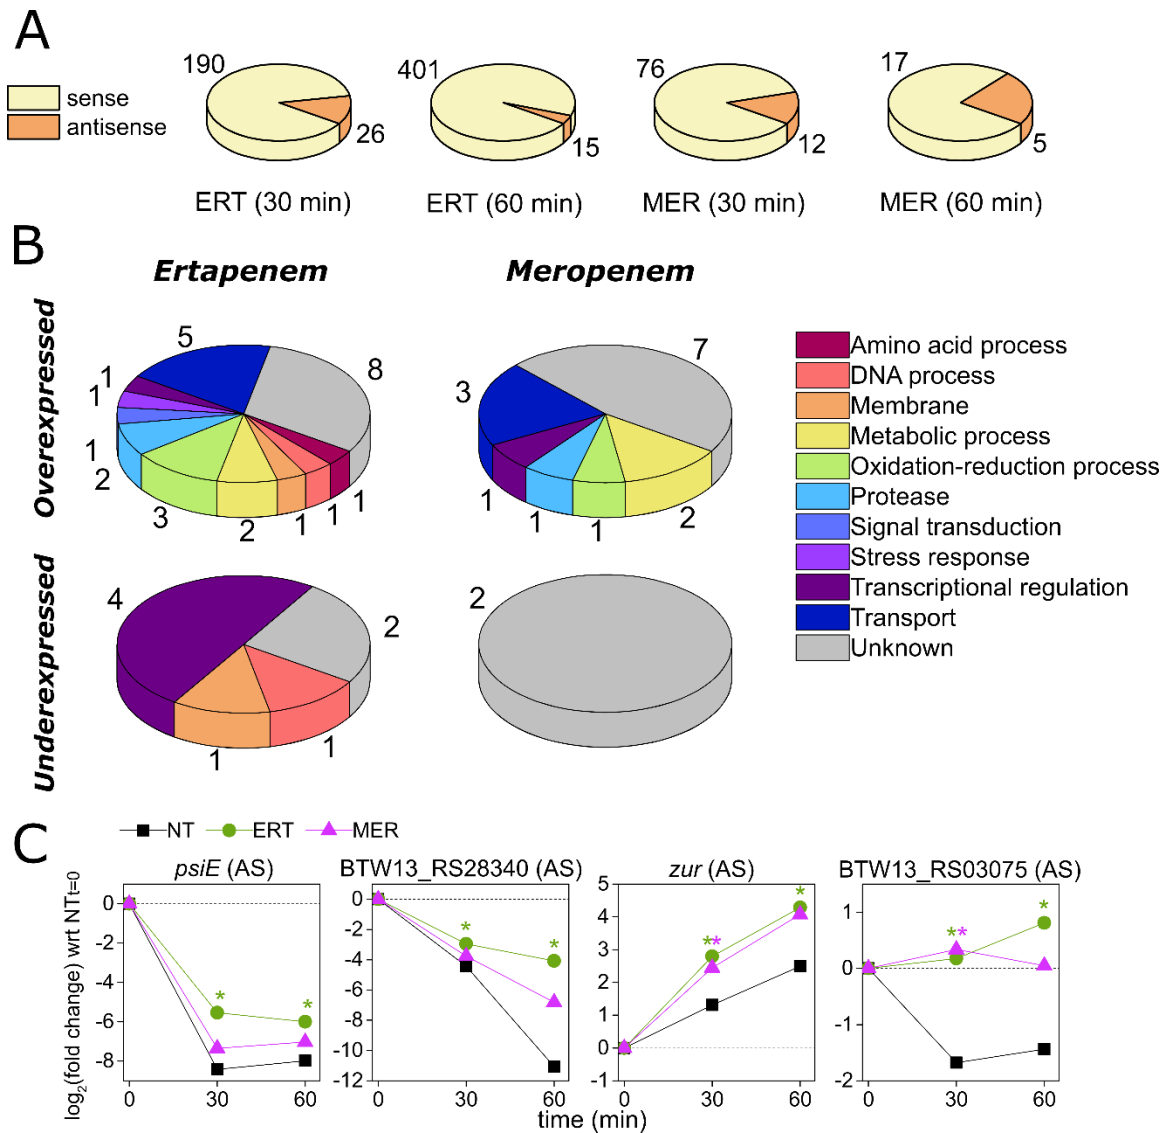 A
sense
antisense
190
26
401
15
76
12
17
5
ERT (30 min)
ERT (60 min)
MER (30 min)
MER (60 min)
B
Ertapenem
Meropenem
Overexpressed
5
8
1
1
1
2
3
2
1
1
1
7
3
1
1
1
2
Amino acid process
DNA process
Membrane
Metabolic process
Oxidation-reduction process
Protease
Signal transduction
Stress response
Transcriptional regulation
Transport
Unknown
Underexpressed
4
2
1
1
2
C
NT
ERT
MER
log2(fold change) wrt NTt=0
psiE (AS)
0
-2
-4
-6
-8
* *
0 30 60
BTW13_RS28340 (AS)
0
-2
-4
-6
-8
-10
-12
* *
0 30 60
zur (AS)
5
4
3
2
1
0
-1
** *
0 30 60
BTW13_RS03075 (AS)
1
0
-1
-2
** *
0 30 60
time (min)